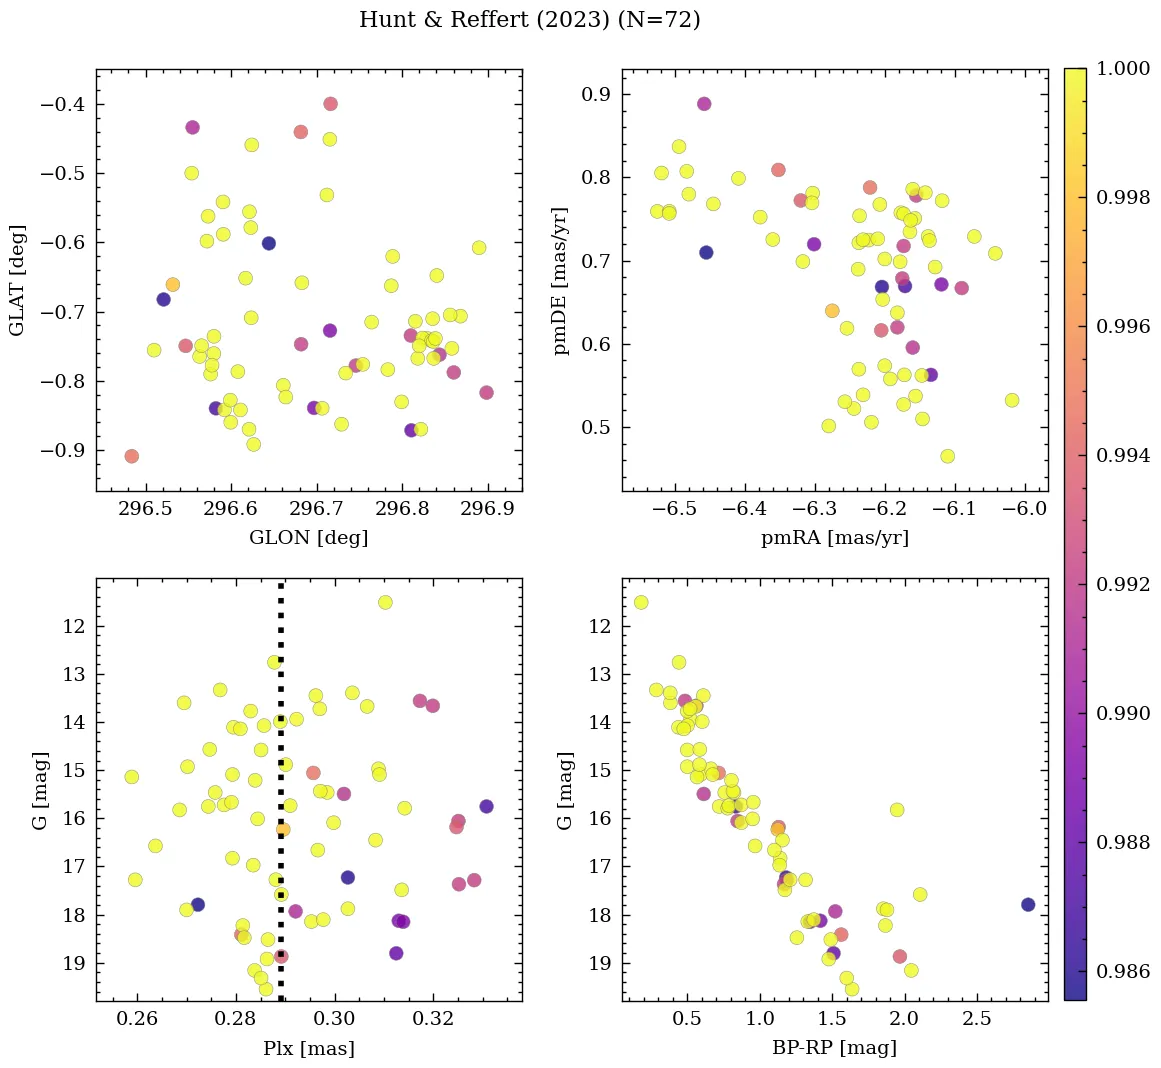 Hunt & Reffert (2023) (N=72)
−0.4
−0.5
−0.6
−0.7
−0.8
−0.9
GLAT [deg]
296.5 296.6 296.7 296.8 296.9
GLON [deg]
0.9
0.8
0.7
0.6
0.5
pmDE [mas/yr]
−6.5 −6.4 −6.3 −6.2 −6.1 −6.0
pmRA [mas/yr]
12
13
14
15
16
17
18
19
G [mag]
0.26 0.28 0.30 0.32
Plx [mas]
12
13
14
15
16
17
18
19
G [mag]
0.5 1.0 1.5 2.0 2.5
BP-RP [mag]
1.000
0.998
0.996
0.994
0.992
0.990
0.988
0.986